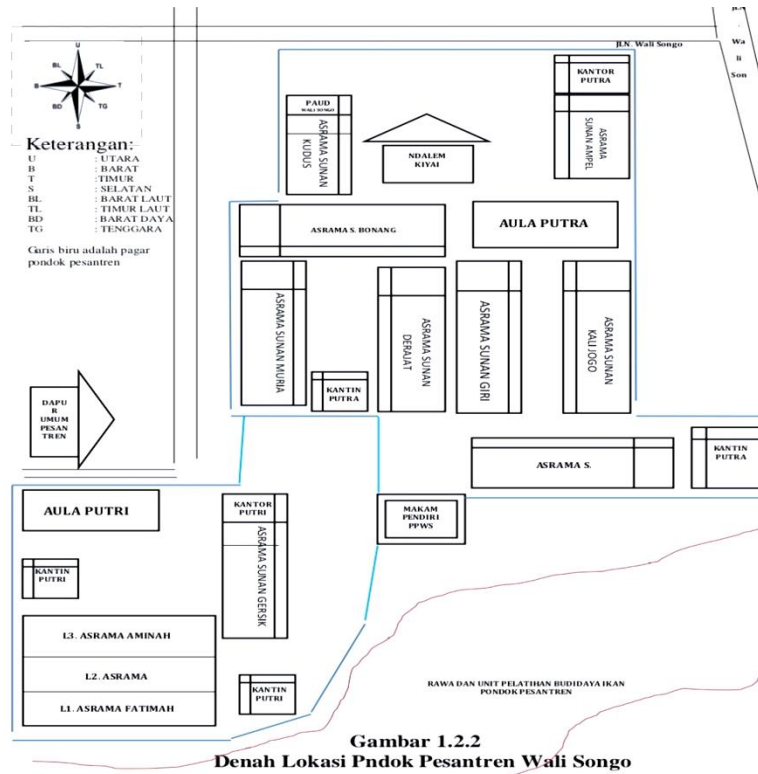 JLN. Wali Songo
JLN
.
Wa
li
Son
U
BL
TL
B
T
BD
TG
S
Keterangan:
U : UTARA
B : BARAT
T : TIMUR
S : SELATAN
BL : BARAT LAUT
TL : TIMUR LAUT
BD : BARAT DAYA
TG : TENGGARA
Garis biru adalah pagar
pondok pesantren
PAUD
WALI SONGO
ASRAMA SUNAN
KUDUS
NDALEM
KIYAI
KANTOR
PUTRA
ASRAMA
SUNAN AMPEL
ASRAMA S. BONANG
AULA PUTRA
ASRAMA SUNAN MURIA
KANTIN
PUTRA
ASRAMA SUNAN
DERAJAT
ASRAMA SUNAN GIRI
ASRAMA SUNAN
KALI JOGO
DAPU
R
UMUM
PESAN
TREN
ASRAMA S.
KANTIN
PUTRA
AULA PUTRI
KANTOR
PUTRI
ASRAMA SUNAN GERSIK
MAKAM
PENDIRI
PPWS
KANTIN
PUTRI
L3. ASRAMA AMINAH
L2. ASRAMA
L1. ASRAMA FATIMAH
KANTIN
PUTRI
RAWA DAN UNIT PELATIHAN BUDIDAYA IKAN
PONDOK PESANTREN
Gambar 1.2.2
Denah Lokasi Pndok Pesantren Wali Songo